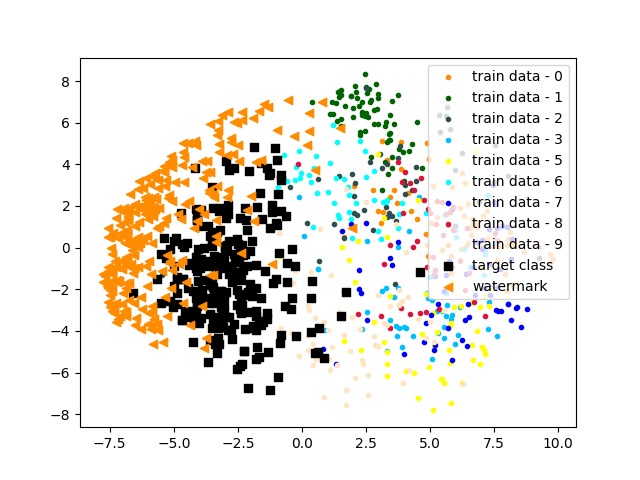 8
6
4
2
0
−2
−4
−6
−8
−7.5 −5.0 −2.5 0.0 2.5 5.0 7.5 10.0
train data - 0
train data - 1
train data - 2
train data - 3
train data - 5
train data - 6
train data - 7
train data - 8
train data - 9
target class
watermark